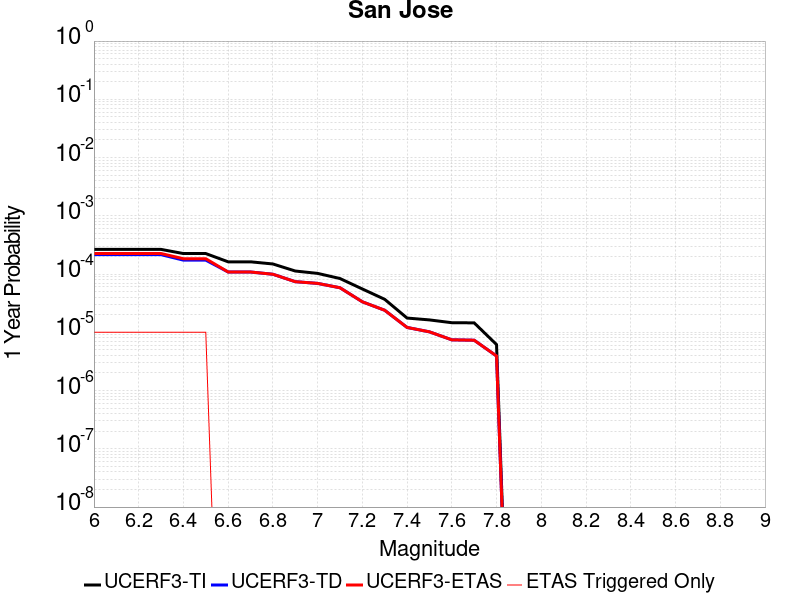 San Jose
10^0
10^-1
10^-2
10^-3
10^-4
10^-5
10^-6
10^-7
10^-8
1 Year Probability
6 6.2 6.4 6.6 6.8 7 7.2 7.4 7.6 7.8 8 8.2 8.4 8.6 8.8 9
Magnitude
UCERF3-TI UCERF3-TD UCERF3-ETAS ETAS Triggered Only